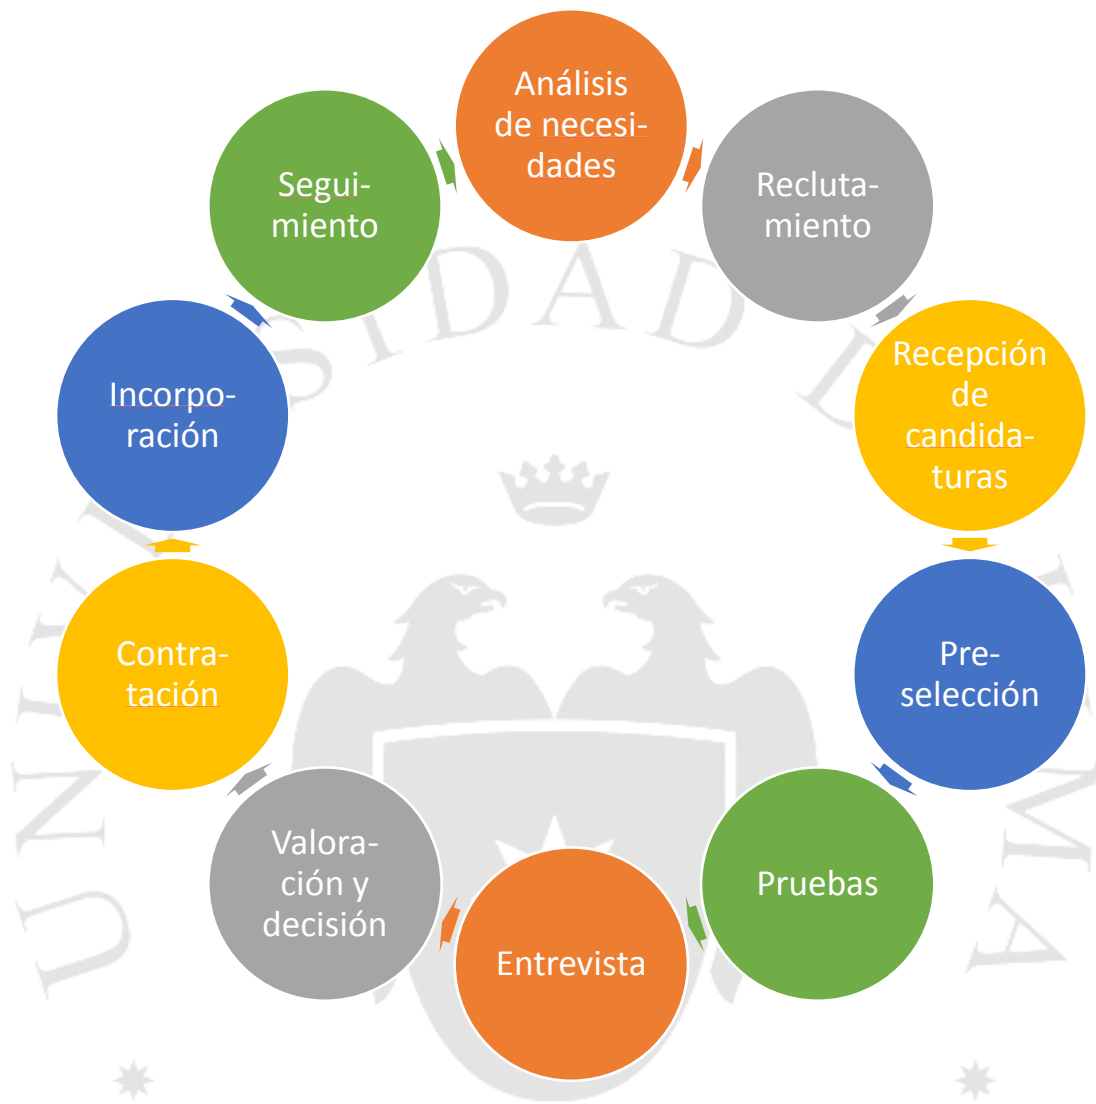 Análisis
de necesi-
dades
Recluta-
miento
Recepción
de
candida-
turas
Pre-
selección
Pruebas
Entrevista
Valora-
ción y
decisión
Contra-
tación
Incorpo-
ración
Segui-
miento